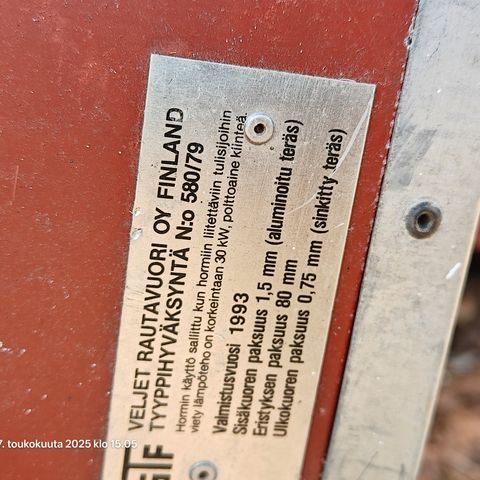 VELJET RAUTAVUORI OY FINLAND
TYYPPIHYVÄKSYNTÄ N:o 580/79
Hormin käyttö sallittu kun hormiin liitettäviin tulisijoihin
viety lämpöteho on korkeintaan 30 kW, polttoaine kiinteä.
Valmistusvuosi 1993
Sisäkuoren paksuus 1,5 mm (aluminoitu teräs)
Eristyksen paksuus 80 mm
Ulkokuoren paksuus 0,75 mm (sinkitty teräs)
7. toukokuuta 2025 klo 15.05